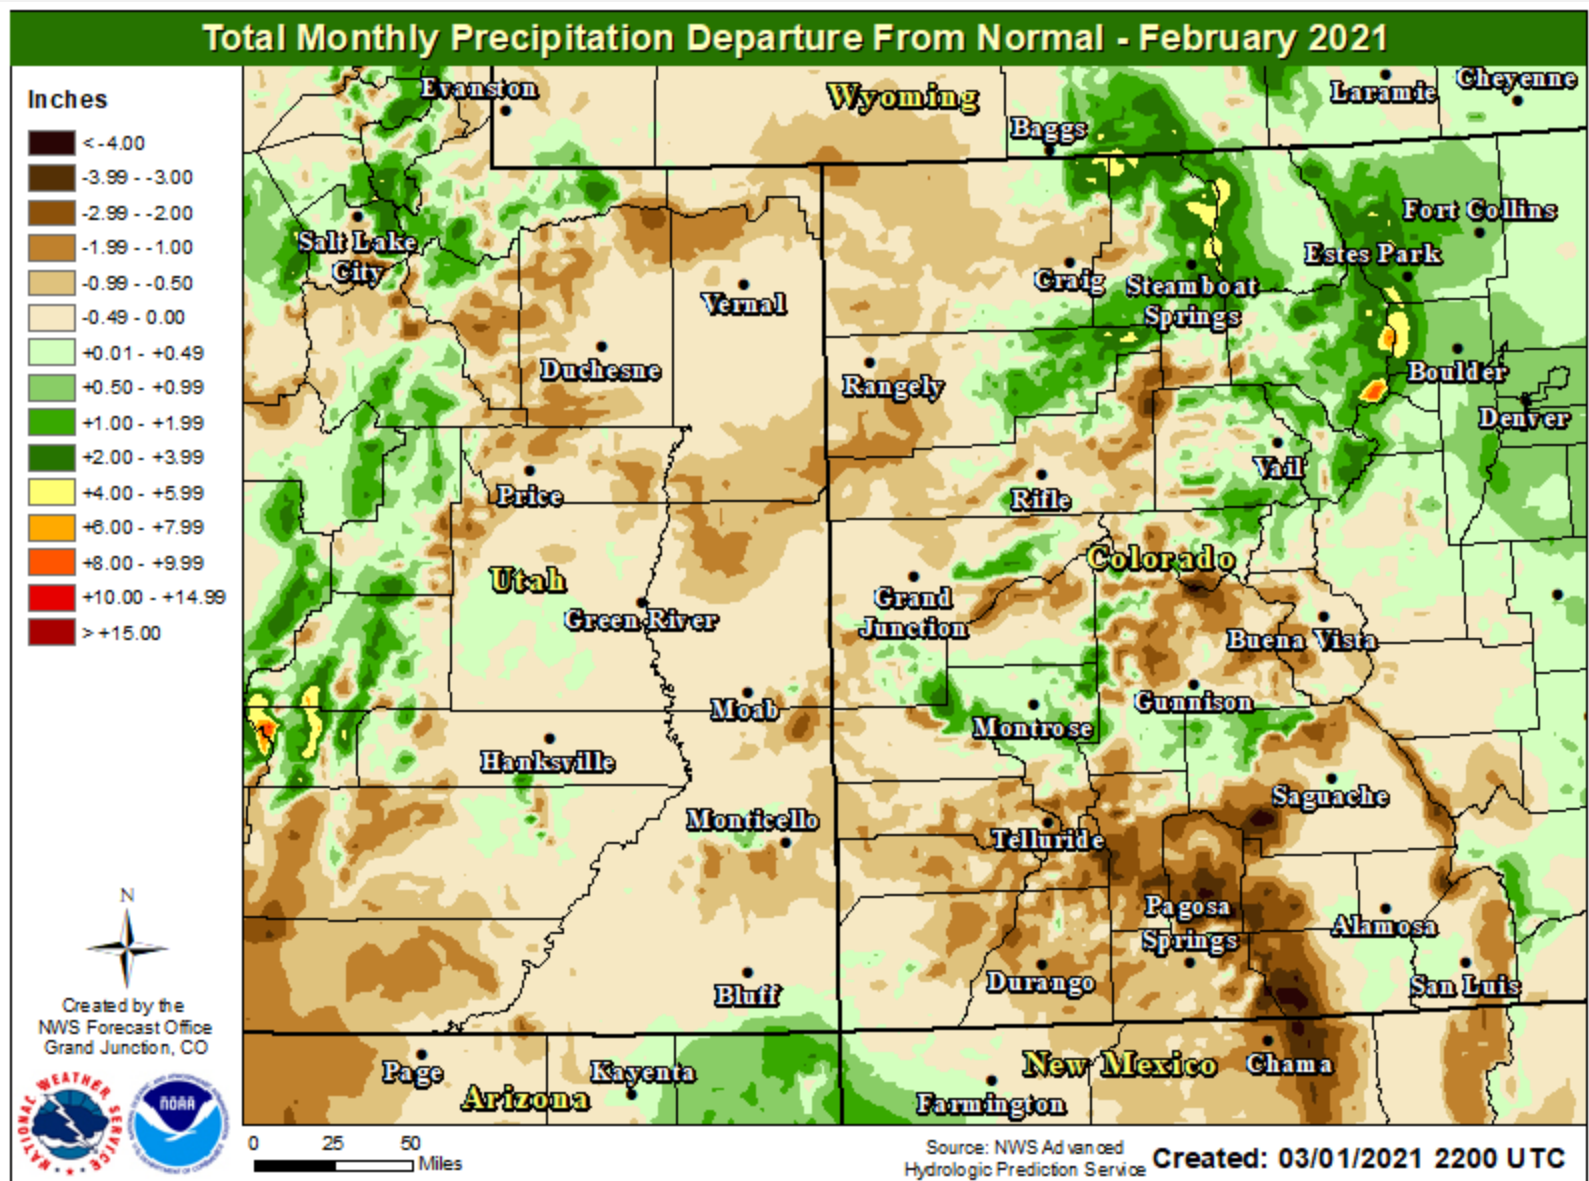 Total Monthly Precipitation Departure From Normal - February 2021
Inches
< -4.00
-3.99 - -3.00
-2.99 - -2.00
-1.99 - -1.00
-0.99 - -0.50
-0.49 - 0.00
+0.01 - +0.49
+0.50 - +0.99
+1.00 - +1.99
+2.00 - +3.99
+4.00 - +5.99
+6.00 - +7.99
+8.00 - +9.99
+10.00 - +14.99
> +15.00
Evanston
Wyoming
Laramie
Cheyenne
Baggs
Fort Collins
Salt Lake
City
Estes Park
Craig
Steamboat
Springs
Vernal
Duchesne
Rangely
Boulder
Denver
Vail
Price
Rifle
Colorado
Utah
Grand
Junction
Green River
Buena Vista
Moab
Gunnison
Montrose
Hanksville
Saguache
Monticello
Telluride
Pagosa
Springs
Alamosa
Durango
San Luis
Bluff
Page
Kayenta
Arizona
New Mexico
Chama
Farmington
N
Created by the
NWS Forecast Office
Grand Junction, CO
NATIONAL WEATHER SERVICE
NOAA
0 25 50
Miles
Source: NWS Advanced
Hydrologic Prediction Service
Created: 03/01/2021 2200 UTC